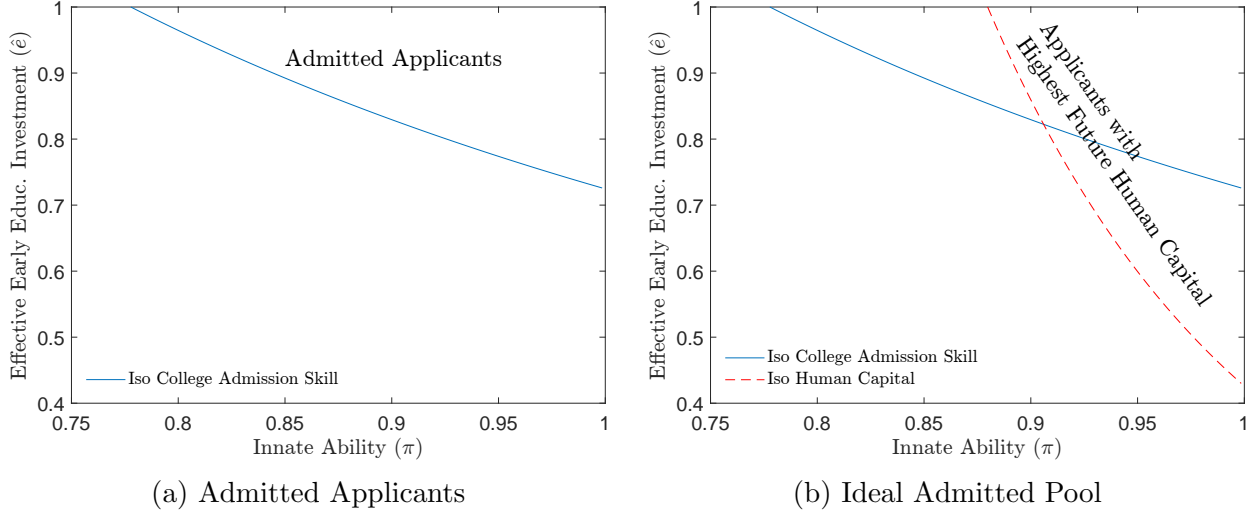 Effective Early Educ. Investment (ê)
1
0.9
0.8
0.7
0.6
0.5
0.4
Admitted Applicants
Iso College Admission Skill
0.75
0.8
0.85
0.9
0.95
1
Innate Ability (π)
(a) Admitted Applicants
Effective Early Educ. Investment (ê)
1
0.9
0.8
0.7
0.6
0.5
0.4
Applicants with
Highest Future Human Capital
Iso College Admission Skill
Iso Human Capital
0.75
0.8
0.85
0.9
0.95
1
Innate Ability (π)
(b) Ideal Admitted Pool